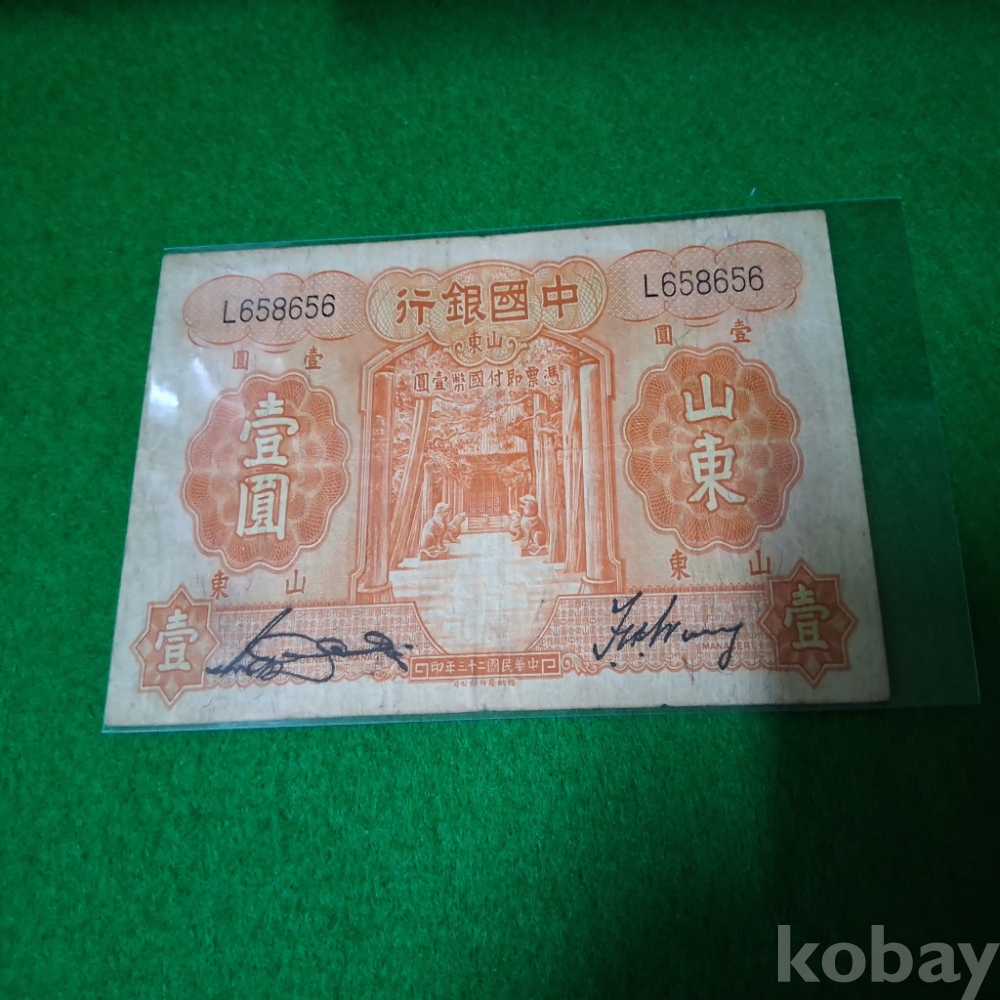 L658656
L658656
行銀國中
東山
圓幣國付即票憑
圓壹
圓壹
壹圓
山東
東山
東山
壹
壹
印年三十二國民華中
MANAGER
kobay